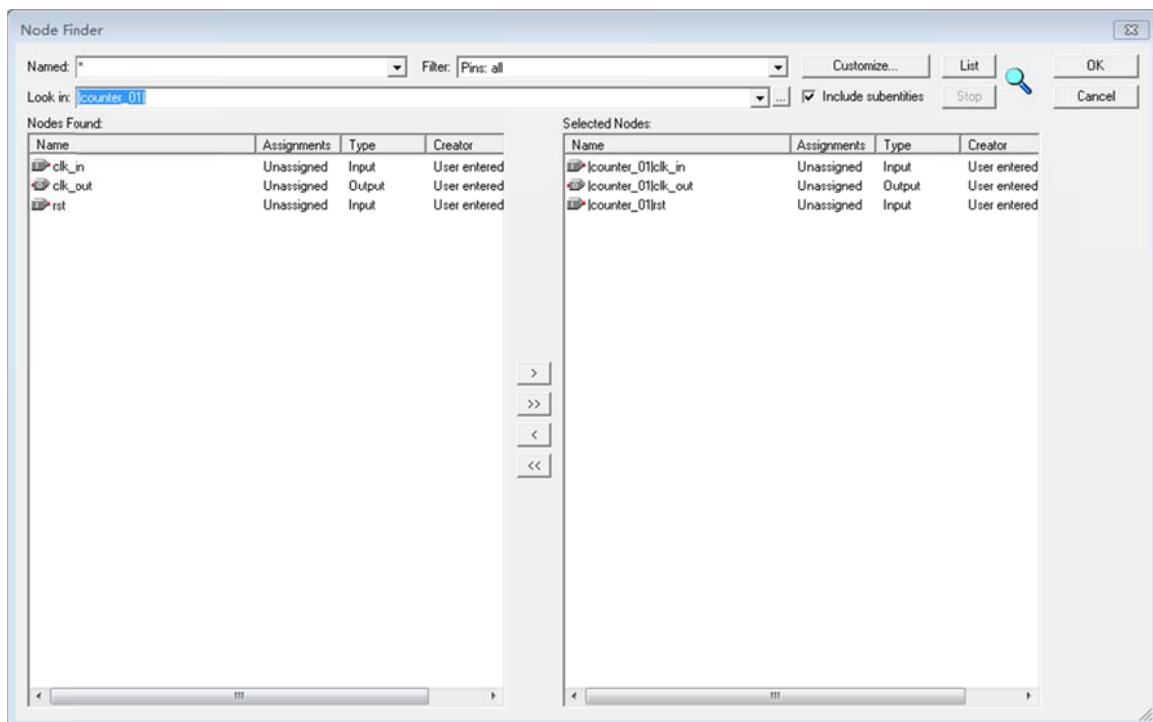 Node Finder
Named: * Filter: Pins: all Customize... List OK
Look in: |counter_01| ... Include subentities Stop Cancel
Nodes Found: Selected Nodes:
Name Assignments Type Creator Name Assignments Type Creator
clk_in Unassigned Input User entered |counter_01|clk_in Unassigned Input User entered
clk_out Unassigned Output User entered |counter_01|clk_out Unassigned Output User entered
rst Unassigned Input User entered |counter_01|rst Unassigned Input User entered
>
>>
<
<<